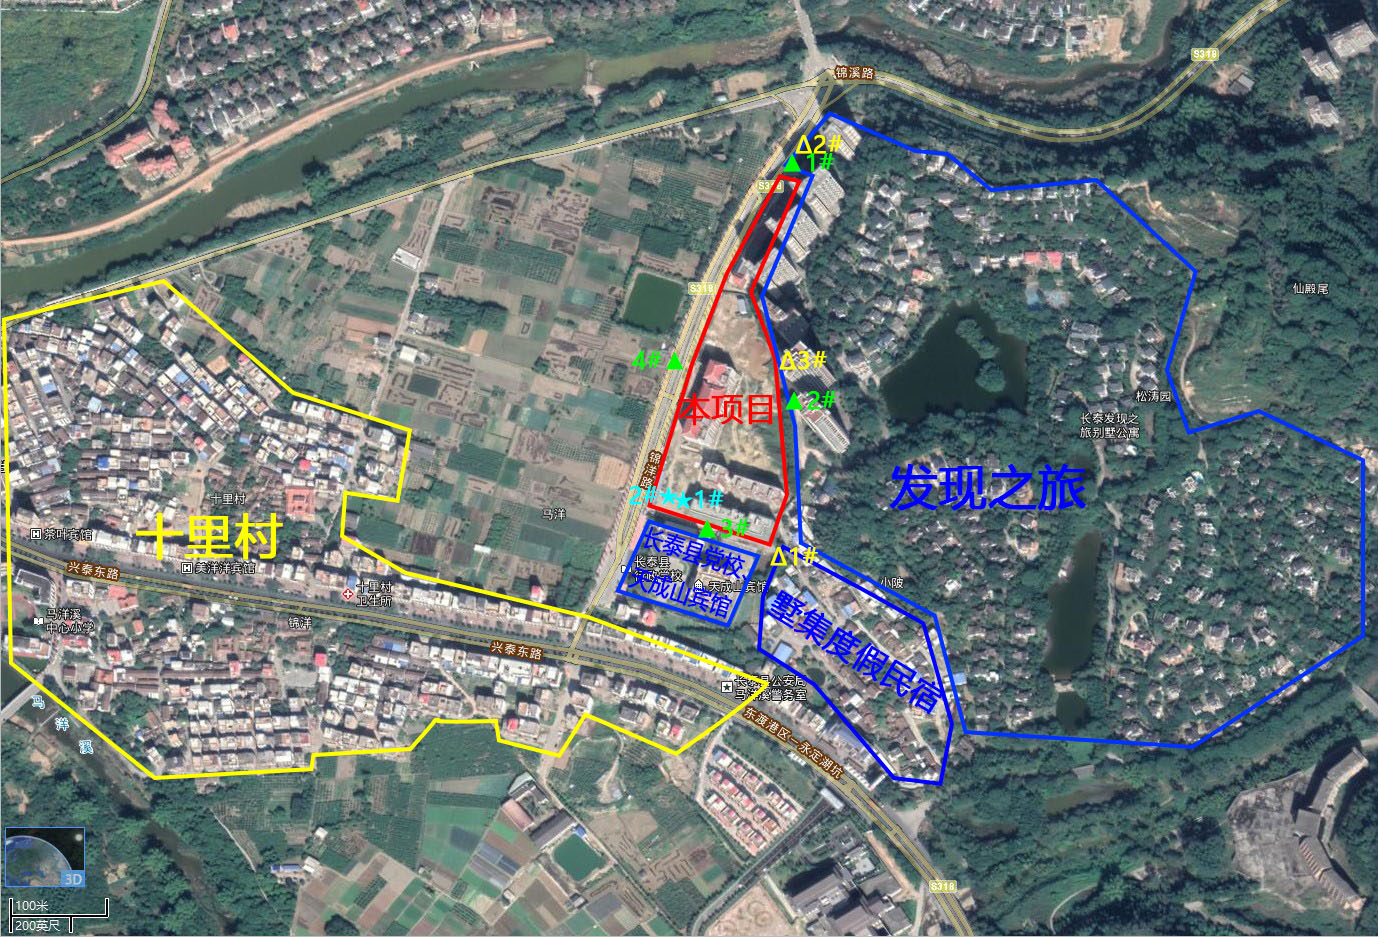 S319
锦溪路
Δ2#
▲1#
S319
S319
仙殿尾
4#▲
Δ3#
▲2#
松涛园
本项目
长泰发现之
旅别墅公寓
锦洋路
发现之旅
2#★★1#
十里村
马洋
▲3#
十里村
茶叶宾馆
长泰县党校
Δ1#
长泰县
天成山宾馆
美洋洋宾馆
兴泰东路
天成山宾馆
小陂
十里村
卫生所
墅集度假民宿
马洋溪
中心小学
锦洋
兴泰东路
长泰县公安局
马洋溪警务室
马洋溪
东渡港区—永定湖坑
3D
S319
100米
200英尺